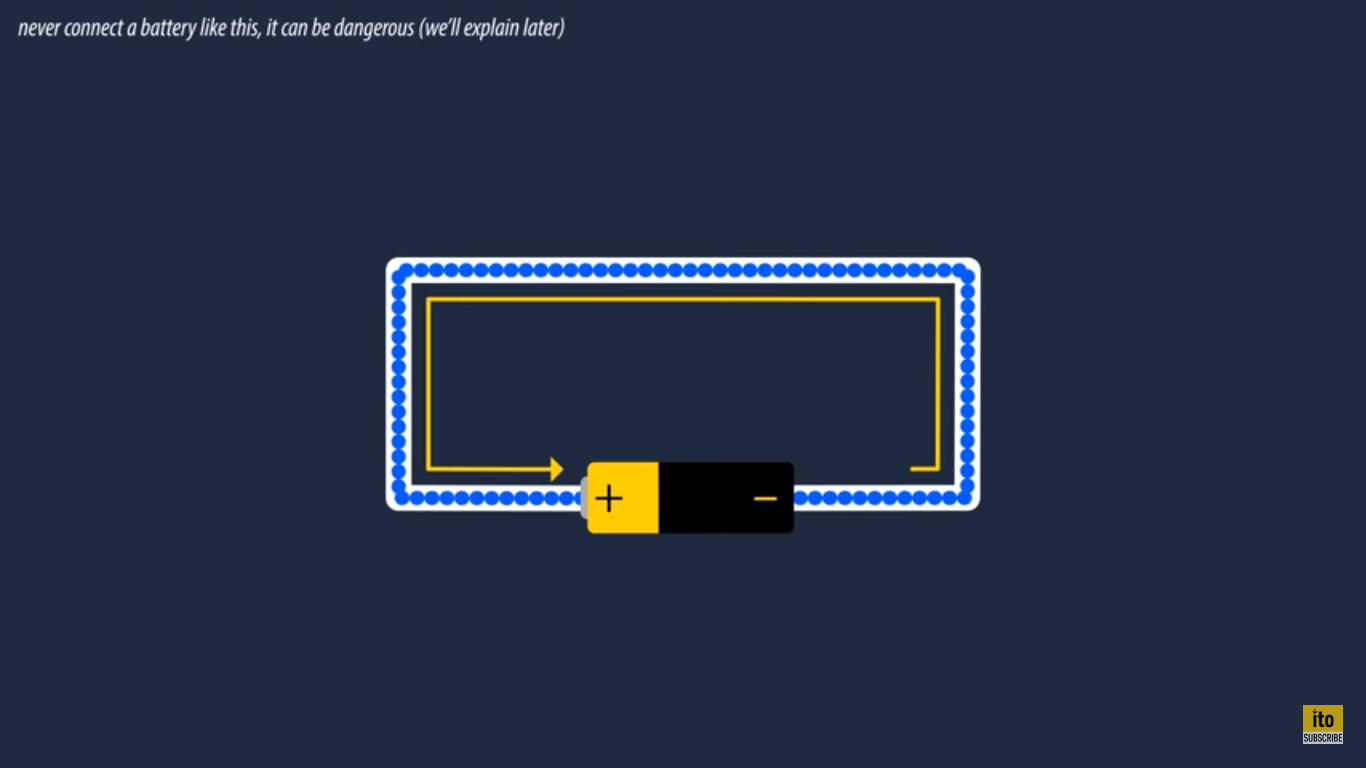 never connect a battery like this, it can be dangerous (we'll explain later)
+ −
ito
SUBSCRIBE